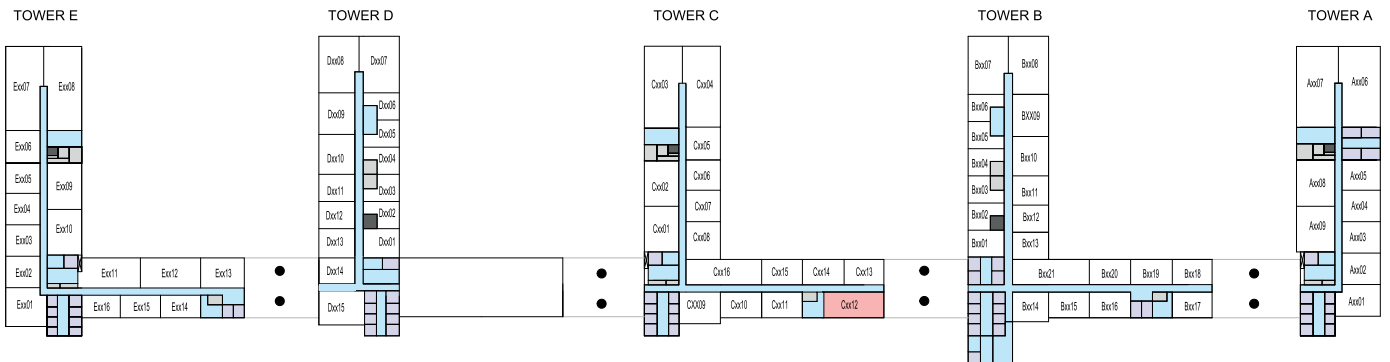 TOWER E
TOWER D
TOWER C
TOWER B
TOWER A
Exx07
Exx08
Exx06
Exx05
Exx09
Exx04
Exx03
Exx10
Exx02
Exx11
Exx12
Exx13
Exx01
Exx16
Exx15
Exx14
Dxx08
Dxx07
Dxx09
Dxx06
Dxx05
Dxx10
Dxx04
Dxx11
Dxx03
Dxx12
Dxx02
Dxx13
Dxx01
Dxx14
Dxx15
Cxx03
Cxx04
Cxx05
Cxx02
Cxx06
Cxx07
Cxx01
Cxx08
Cxx16
Cxx15
Cxx14
Cxx13
CXX09
Cxx10
Cxx11
Cxx12
Bxx07
Bxx08
Bxx06
BXX09
Bxx05
Bxx04
Bxx10
Bxx03
Bxx11
Bxx02
Bxx12
Bxx01
Bxx13
Bxx21
Bxx20
Bxx19
Bxx18
Bxx14
Bxx15
Bxx16
Bxx17
Axx07
Axx06
Axx08
Axx05
Axx04
Axx09
Axx03
Axx02
Axx01